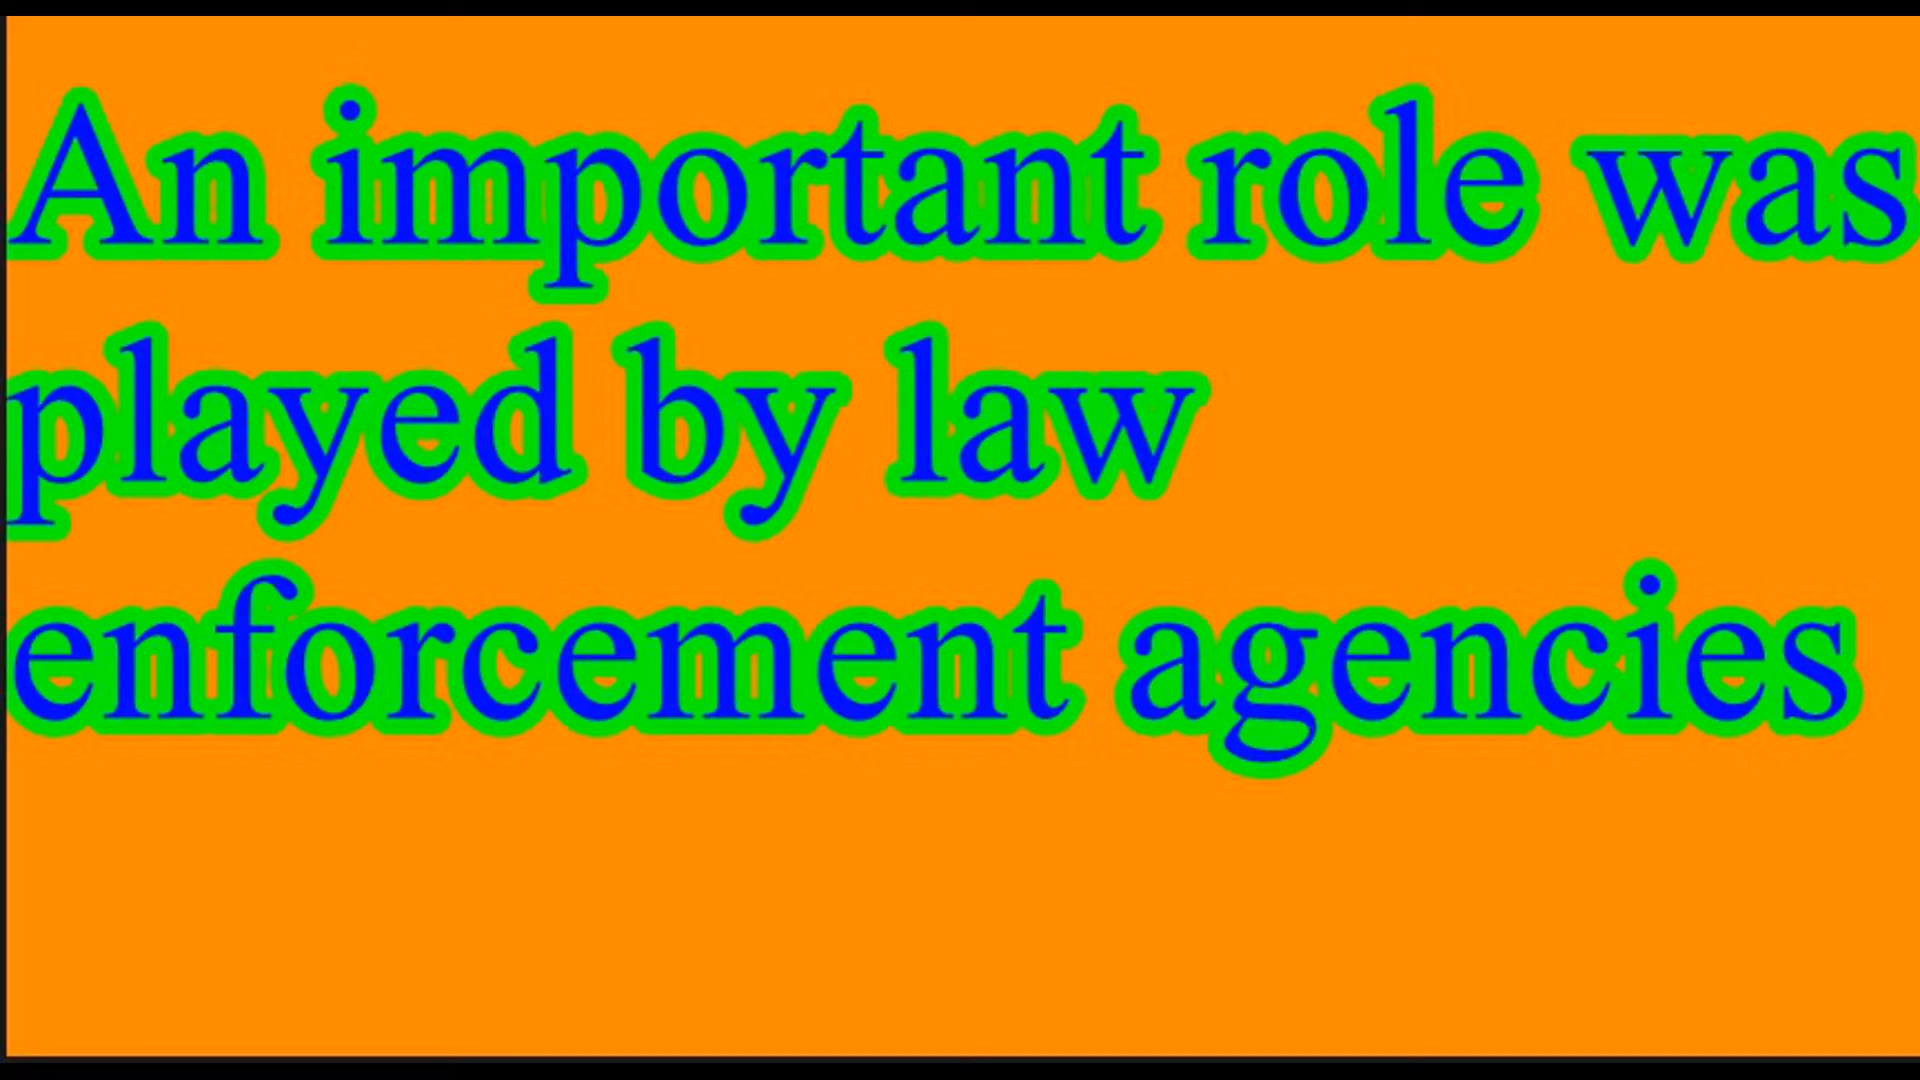 An important role was
played by law
enforcement agencies